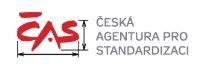 ČAS
ČESKÁ
AGENTURA PRO
STANDARDIZACI